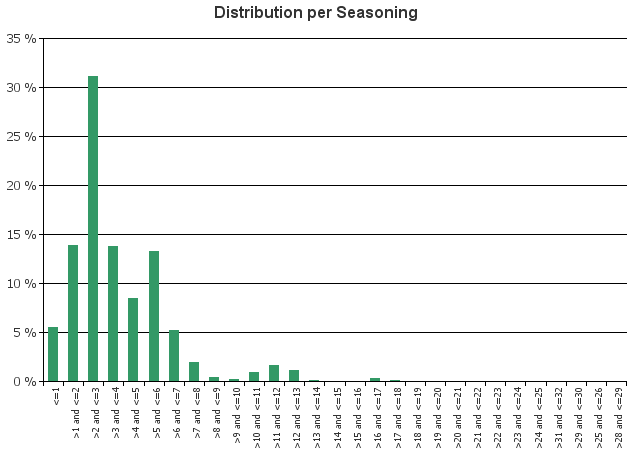 Distribution per Seasoning
35 %
30 %
25 %
20 %
15 %
10 %
5 %
0 %
<=1
>1 and <=2
>2 and <=3
>3 and <=4
>4 and <=5
>5 and <=6
>6 and <=7
>7 and <=8
>8 and <=9
>9 and <=10
>10 and <=11
>11 and <=12
>12 and <=13
>13 and <=14
>14 and <=15
>15 and <=16
>16 and <=17
>17 and <=18
>18 and <=19
>19 and <=20
>20 and <=21
>21 and <=22
>22 and <=23
>23 and <=24
>24 and <=25
>31 and <=32
>29 and <=30
>25 and <=26
>28 and <=29